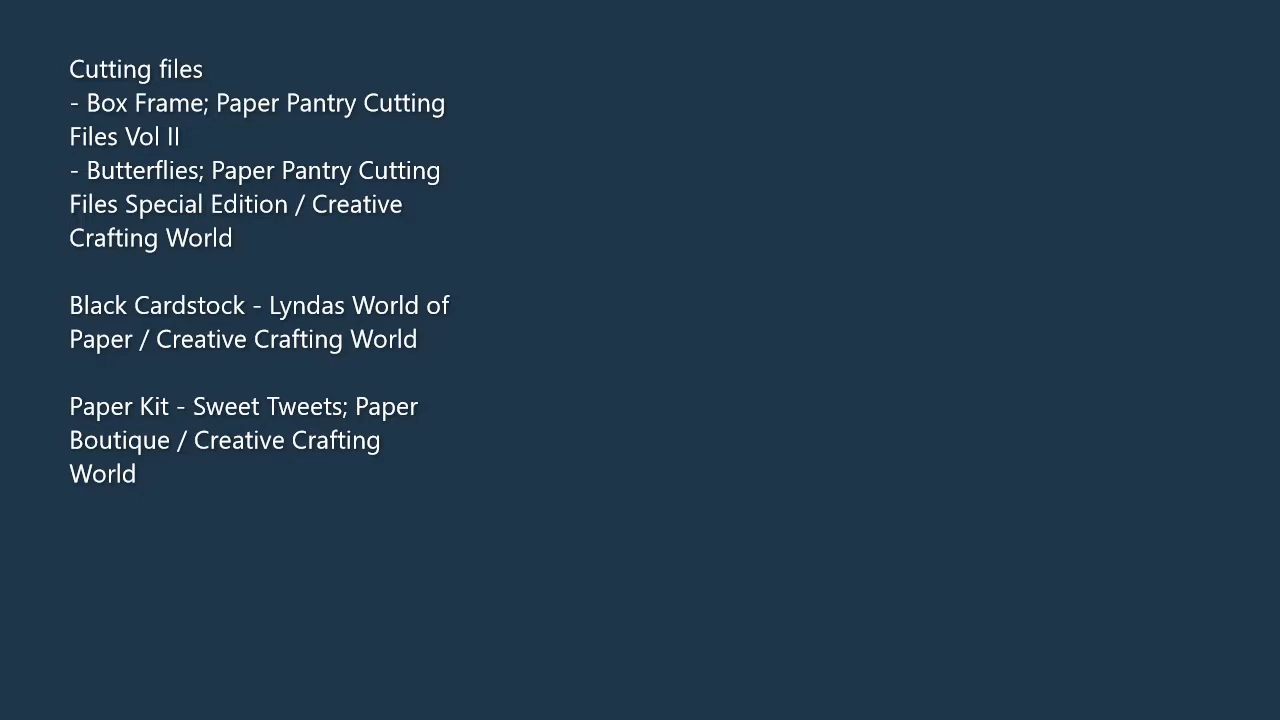 Cutting files
- Box Frame; Paper Pantry Cutting
Files Vol II
- Butterflies; Paper Pantry Cutting
Files Special Edition / Creative
Crafting World
Black Cardstock - Lyndas World of
Paper / Creative Crafting World
Paper Kit - Sweet Tweets; Paper
Boutique / Creative Crafting
World